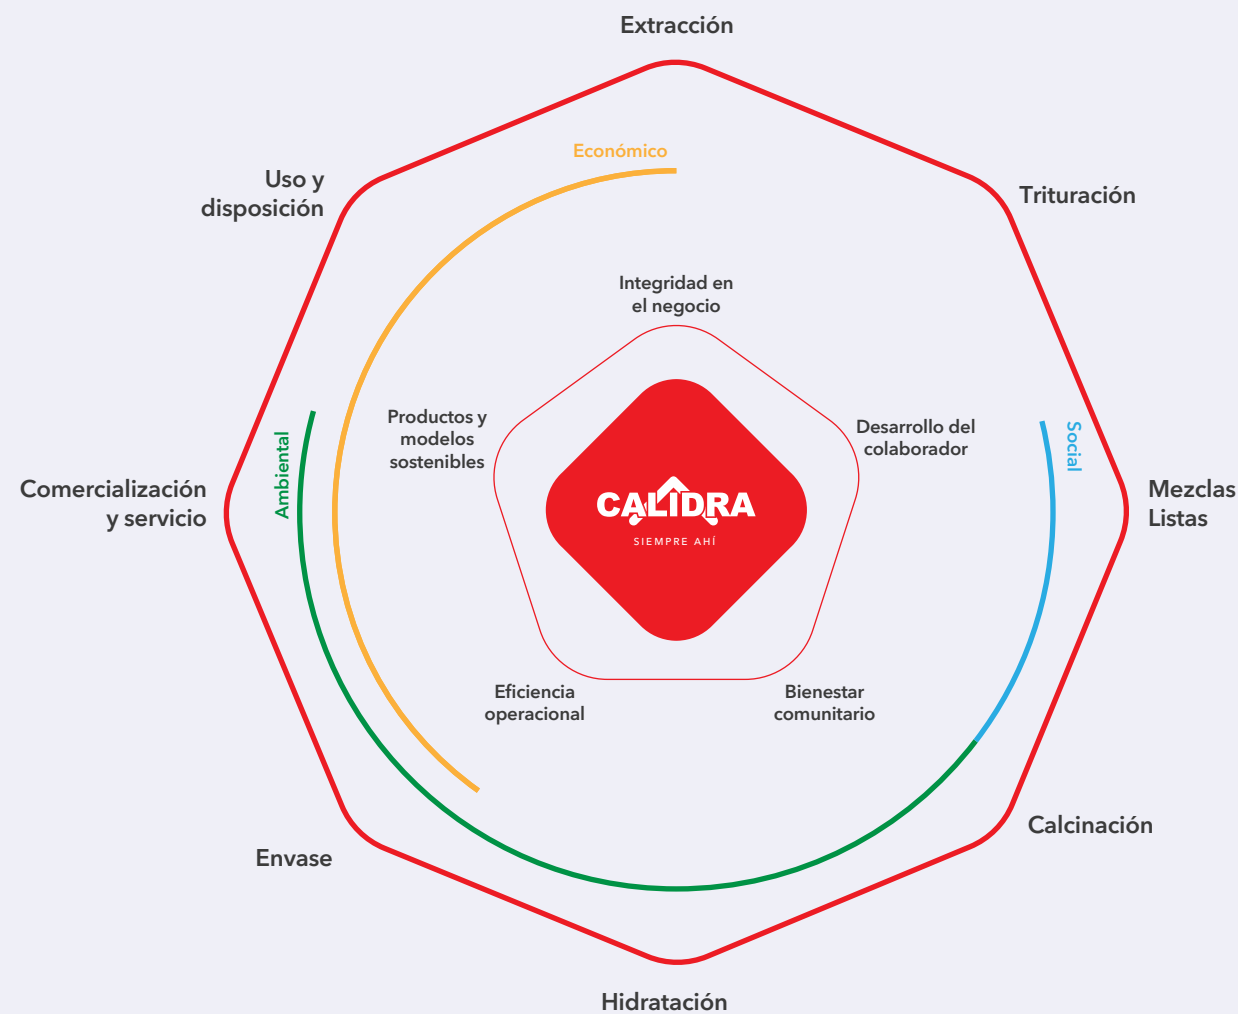 Extracción
Económico
Uso y
disposición
Trituración
Integridad en
el negocio
Productos y
modelos
sostenibles
Desarrollo del
colaborador
Social
Ambiental
Comercialización
y servicio
CALIDRA
SIEMPRE AHÍ
Mezclas
Listas
Eficiencia
operacional
Bienestar
comunitario
Calcinación
Envase
Hidratación